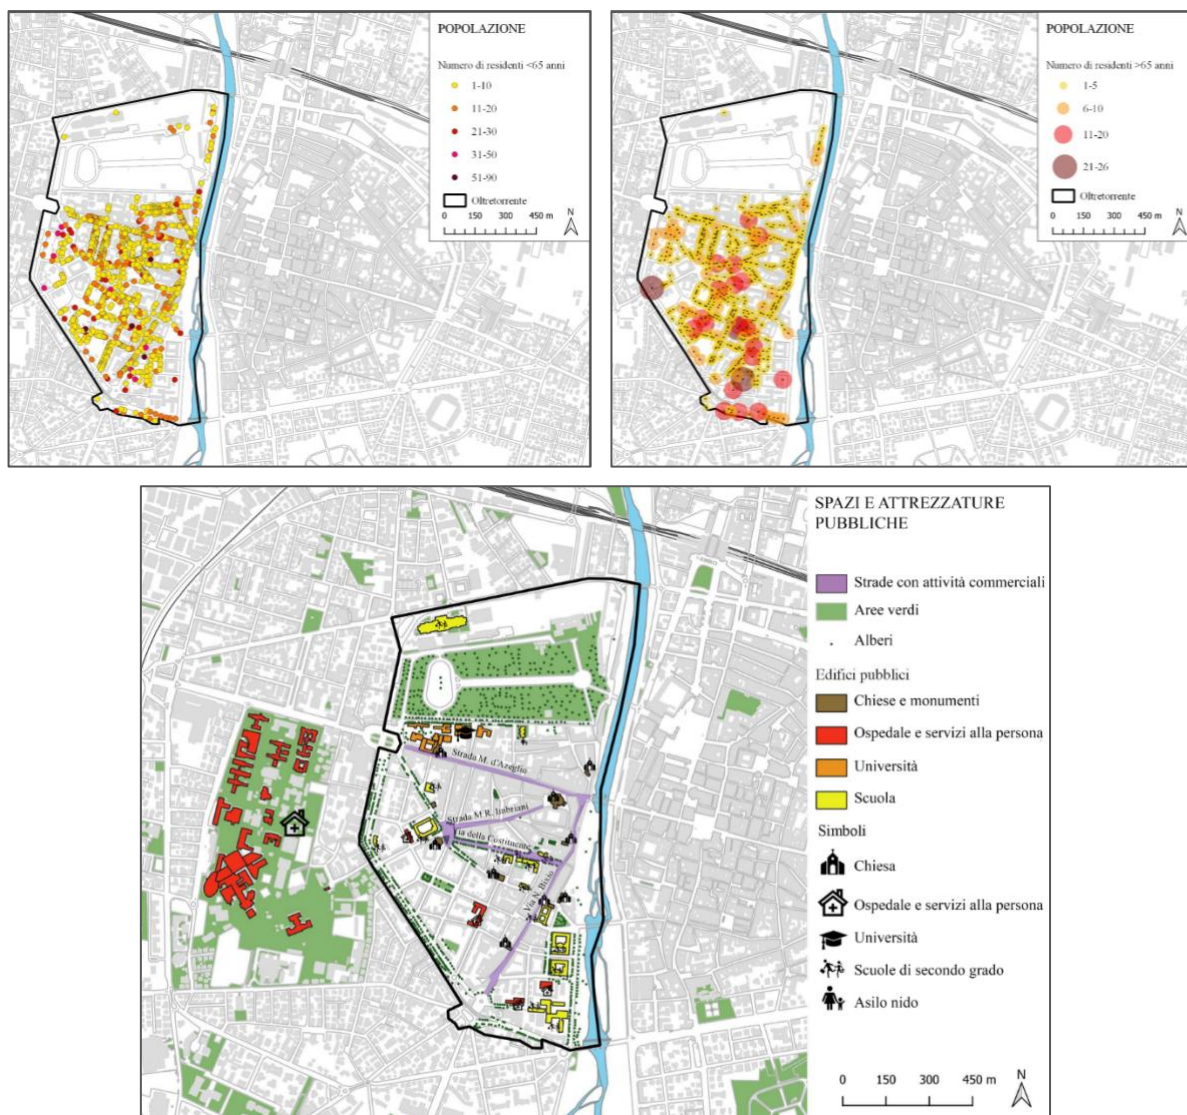 POPOLAZIONE
Numero di residenti <65 anni
1-10
11-20
21-30
31-50
51-90
Oltretorrente
0 150 300 450 m
N
POPOLAZIONE
Numero di residenti >65 anni
1-5
6-10
11-20
21-26
Oltretorrente
0 150 300 450 m
N
SPAZI E ATTREZZATURE
PUBBLICHE
Strade con attività commerciali
Aree verdi
Alberi
Edifici pubblici
Chiese e monumenti
Ospedale e servizi alla persona
Università
Scuola
Simboli
Chiesa
Ospedale e servizi alla persona
Università
Scuole di secondo grado
Asilo nido
0 150 300 450 m
N
Strada M. d'Azeglio
Strada M R. Imbriani
Via della Costituente
Via N. Bixio